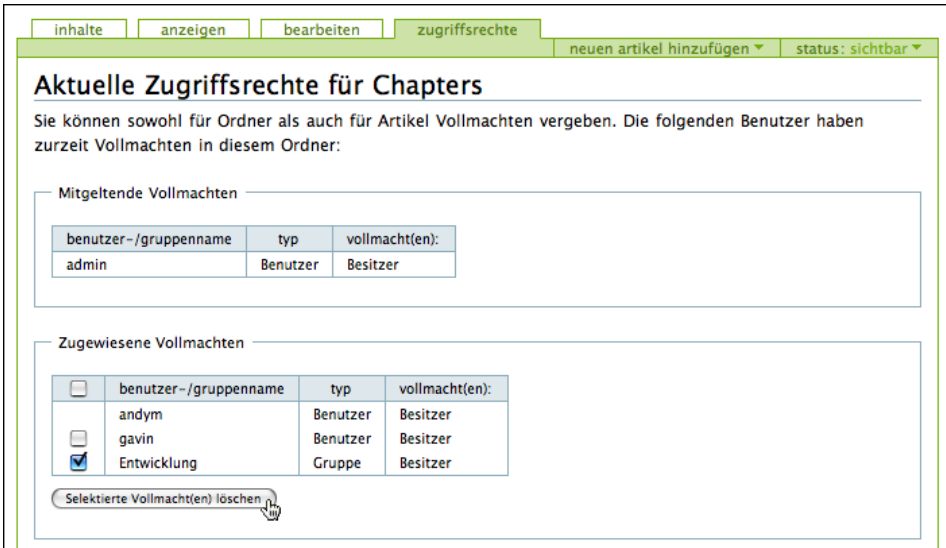 inhalte anzeigen bearbeiten zugriffsrechte
neuen artikel hinzufügen status: sichtbar
Aktuelle Zugriffsrechte für Chapters
Sie können sowohl für Ordner als auch für Artikel Vollmachten vergeben. Die folgenden Benutzer haben
zurzeit Vollmachten in diesem Ordner:
Mitgeltende Vollmachten
benutzer-/gruppenname typ vollmacht(en):
admin Benutzer Besitzer
Zugewiesene Vollmachten
benutzer-/gruppenname typ vollmacht(en):
andym Benutzer Besitzer
gavin Benutzer Besitzer
Entwicklung Gruppe Besitzer
Selektierte Vollmacht(en) löschen